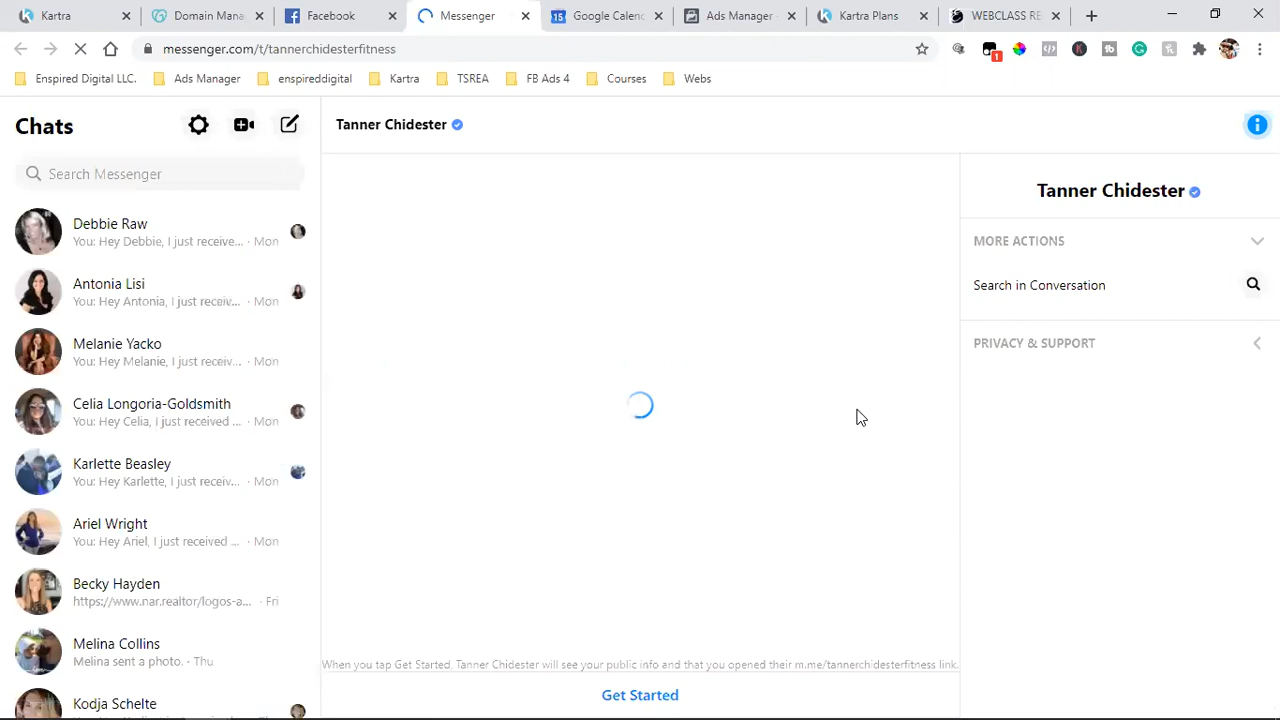 Kartra
Domain Mana
Facebook
Messenger
Google Calend
Ads Manager -
Kartra Plans
WEBCLASS RE
messenger.com/t/tannerchidesterfitness
1
Enspired Digital LLC.
Ads Manager
enspireddigital
Kartra
TSREA
FB Ads 4
Courses
Webs
Chats
Search Messenger
Debbie Raw
You: Hey Debbie, I just receive... · Mon
Antonia Lisi
You: Hey Antonia, I just receiv... · Mon
Melanie Yacko
You: Hey Melanie, I just receiv... · Mon
Celia Longoria-Goldsmith
You: Hey Celia, I just received ... · Mon
Karlette Beasley
You: Hey Karlette, I just receiv... · Mon
Ariel Wright
You: Hey Ariel, I just received ... · Mon
Becky Hayden
https://www.nar.realtor/logos-a... · Fri
Melina Collins
Melina sent a photo. · Thu
Kodja Schelte
Tanner Chidester
When you tap Get Started, Tanner Chidester will see your public info and that you opened their m.me/tannerchidesterfitness link.
Get Started
Tanner Chidester
MORE ACTIONS
Search in Conversation
PRIVACY & SUPPORT